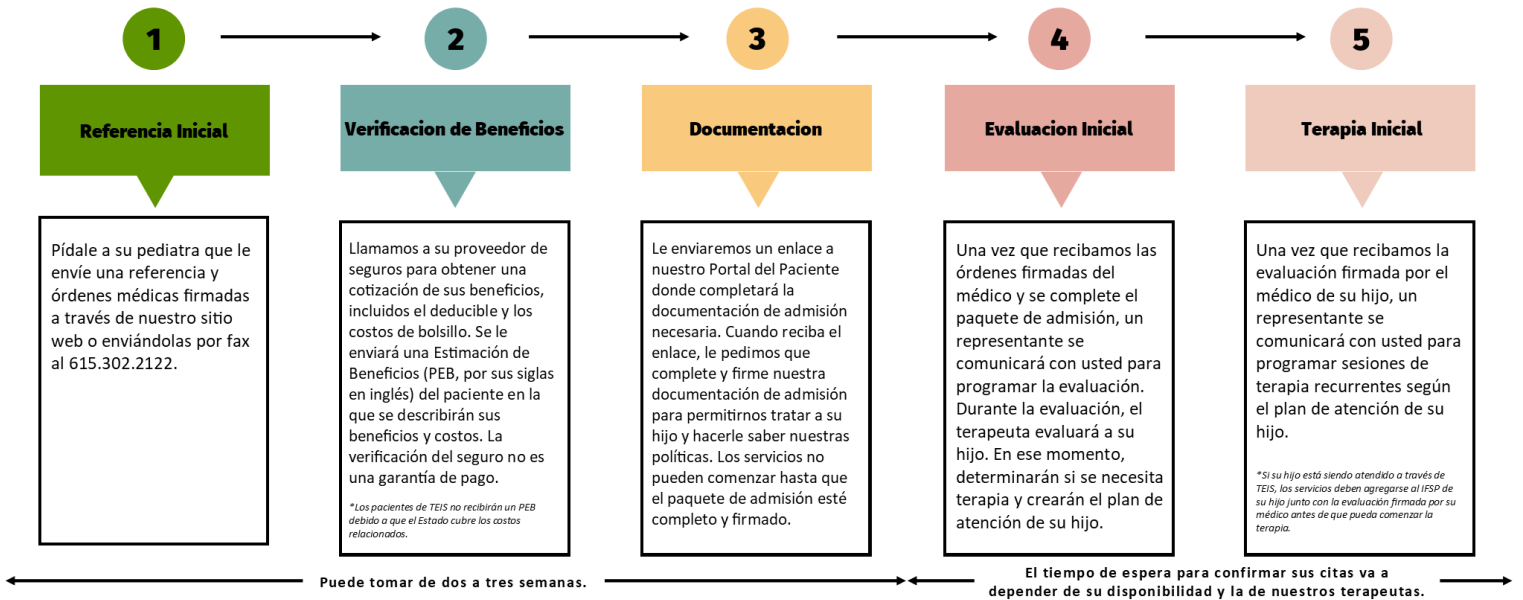 1
Referencia Inicial
Pídale a su pediatra que le
envíe una referencia y
órdenes médicas firmadas
a través de nuestro sitio
web o enviándolas por fax
al 615.302.2122.
2
Verificacion de Beneficios
Llamamos a su proveedor de
seguros para obtener una
cotización de sus beneficios,
incluidos el deducible y los
costos de bolsillo. Se le
enviará una Estimación de
Beneficios (PEB, por sus siglas
en inglés) del paciente en la
que se describirán sus
beneficios y costos. La
verificación del seguro no es
una garantía de pago.
*Los pacientes de TEIS no recibirán un PEB
debido a que el Estado cubre los costos
relacionados.
3
Documentacion
Le enviaremos un enlace a
nuestro Portal del Paciente
donde completará la
documentación de admisión
necesaria. Cuando reciba el
enlace, le pedimos que
complete y firme nuestra
documentación de admisión
para permitirnos tratar a su
hijo y hacerle saber nuestras
políticas. Los servicios no
pueden comenzar hasta que
el paquete de admisión esté
completo y firmado.
4
Evaluacion Inicial
Una vez que recibamos las
órdenes firmadas del
médico y se complete el
paquete de admisión, un
representante se
comunicará con usted para
programar la evaluación.
Durante la evaluación, el
terapeuta evaluará a su
hijo. En ese momento,
determinarán si se necesita
terapia y crearán el plan de
atención de su hijo.
5
Terapia Inicial
Una vez que recibamos la
evaluación firmada por el
médico de su hijo, un
representante se
comunicará con usted para
programar sesiones de
terapia recurrentes según
el plan de atención de su
hijo.
*Si su hijo está siendo atendido a través de
TEIS, los servicios deben agregarse al IFSP de
su hijo junto con la evaluación firmada por su
médico antes de que pueda comenzar la
terapia.
Puede tomar de dos a tres semanas.
El tiempo de espera para confirmar sus citas va a
depender de su disponibilidad y la de nuestros terapeutas.